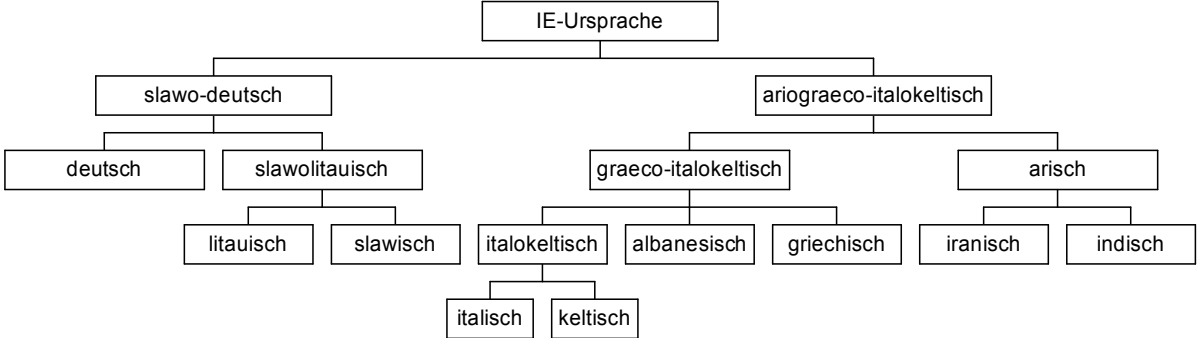 IE-Ursprache
slawo-deutsch
ariograeco-italokeltisch
deutsch
slawolitauisch
graeco-italokeltisch
arisch
litauisch
slawisch
italokeltisch
albanesisch
griechisch
iranisch
indisch
italisch
keltisch